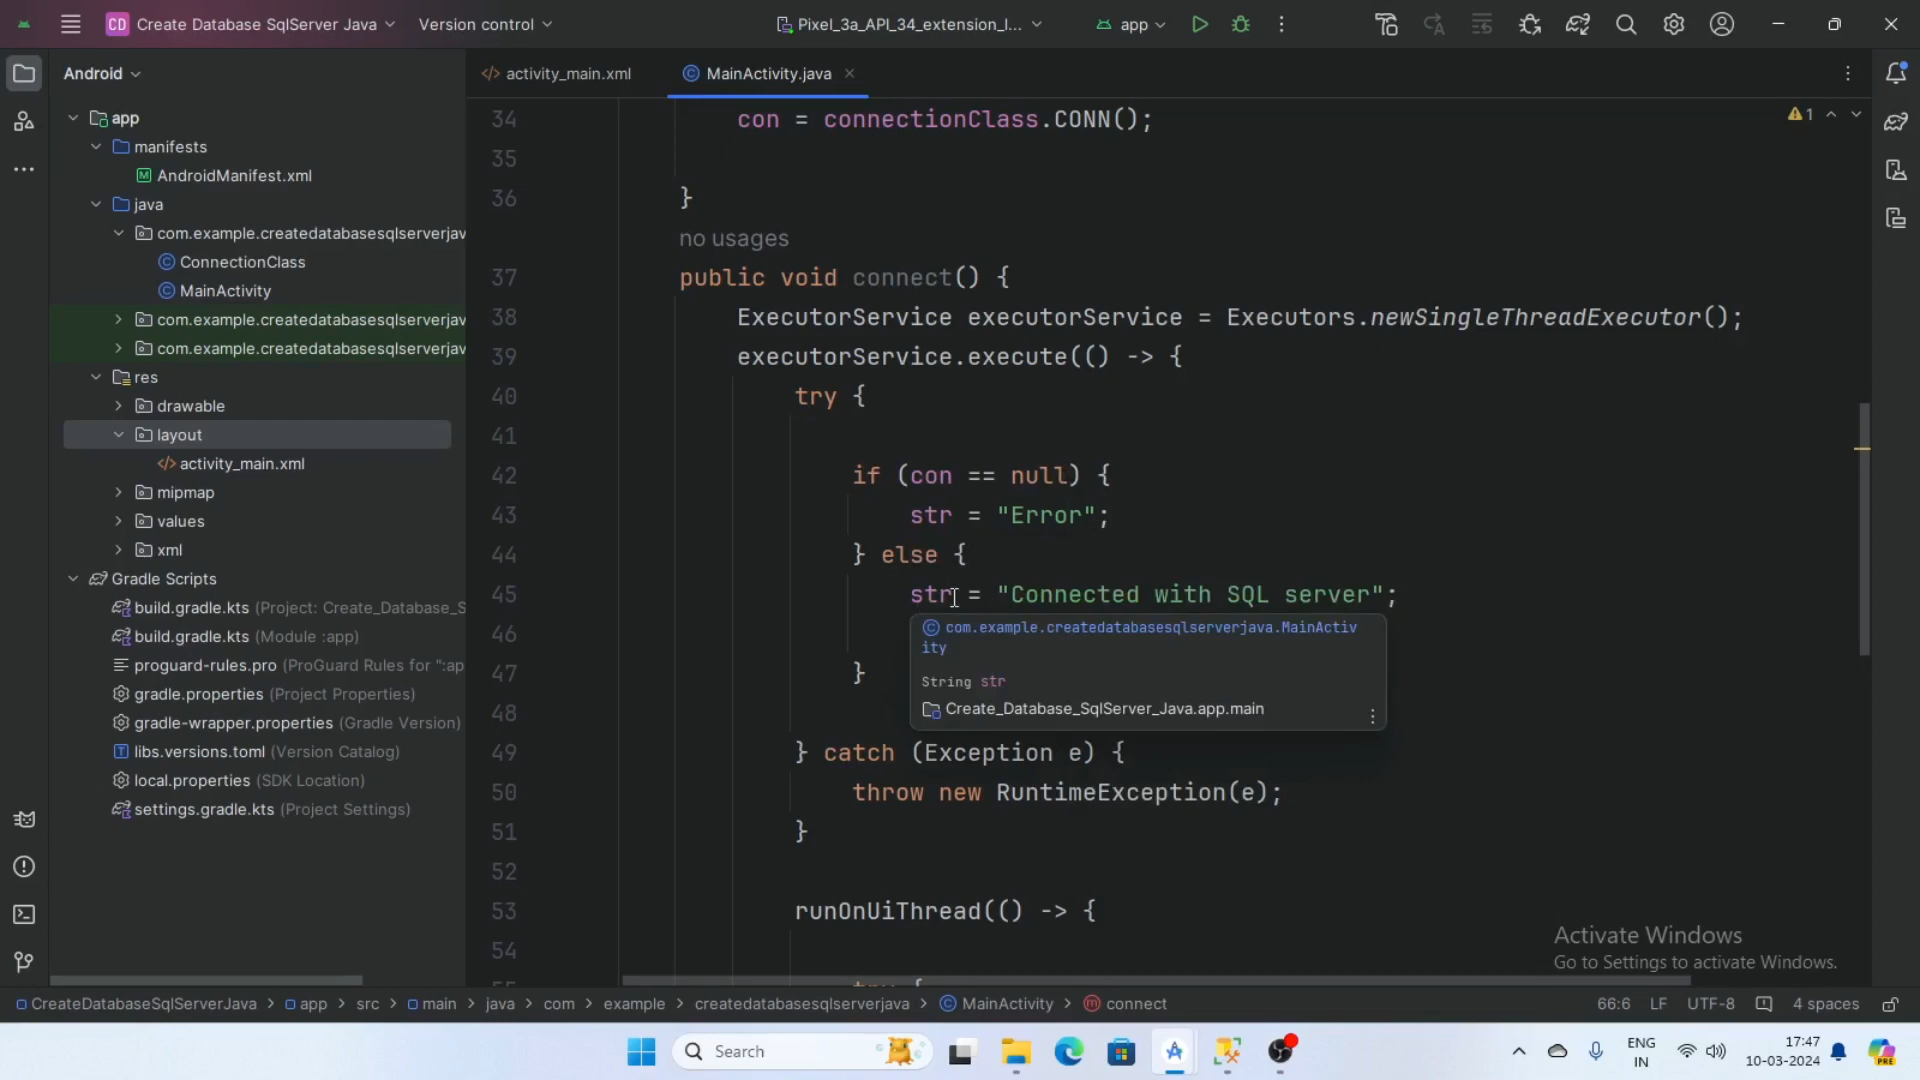 CD Create Database SqlServer Java Version control Pixel_3a_API_34_extension_l... app
Android
activity_main.xml MainActivity.java
app
manifests
AndroidManifest.xml
java
com.example.createdatabasesqlserverjav
ConnectionClass
MainActivity
com.example.createdatabasesqlserverjav
com.example.createdatabasesqlserverjav
res
drawable
layout
activity_main.xml
mipmap
values
xml
Gradle Scripts
build.gradle.kts (Project: Create_Database_S
build.gradle.kts (Module :app)
proguard-rules.pro (ProGuard Rules for ":ap
gradle.properties (Project Properties)
gradle-wrapper.properties (Gradle Version)
libs.versions.toml (Version Catalog)
local.properties (SDK Location)
settings.gradle.kts (Project Settings)
1
34 con = connectionClass.CONN();
35
36 }
no usages
37 public void connect() {
38 ExecutorService executorService = Executors.newSingleThreadExecutor();
39 executorService.execute(() -> {
40 try {
41
42 if (con == null) {
43 str = "Error";
44 } else {
45 str = "Connected with SQL server";
46
47 }
48
49 } catch (Exception e) {
50 throw new RuntimeException(e);
51 }
52
53 runOnUiThread(() -> {
54
55 try {
com.example.createdatabasesqlserverjava.MainActiv
ity
String str
Create_Database_SqlServer_Java.app.main
Activate Windows
Go to Settings to activate Windows.
CreateDatabaseSqlServerJava > app > src > main > java > com > example > createdatabasesqlserverjava > MainActivity > connect 66:6 LF UTF-8 4 spaces
Search
ENG
IN
17:47
10-03-2024
PRE